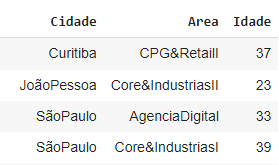 Cidade Area Idade
Curitiba CPG&RetailI 37
JoãoPessoa Core&IndustriasII 23
SãoPaulo AgenciaDigital 33
SãoPaulo Core&IndustriasI 39